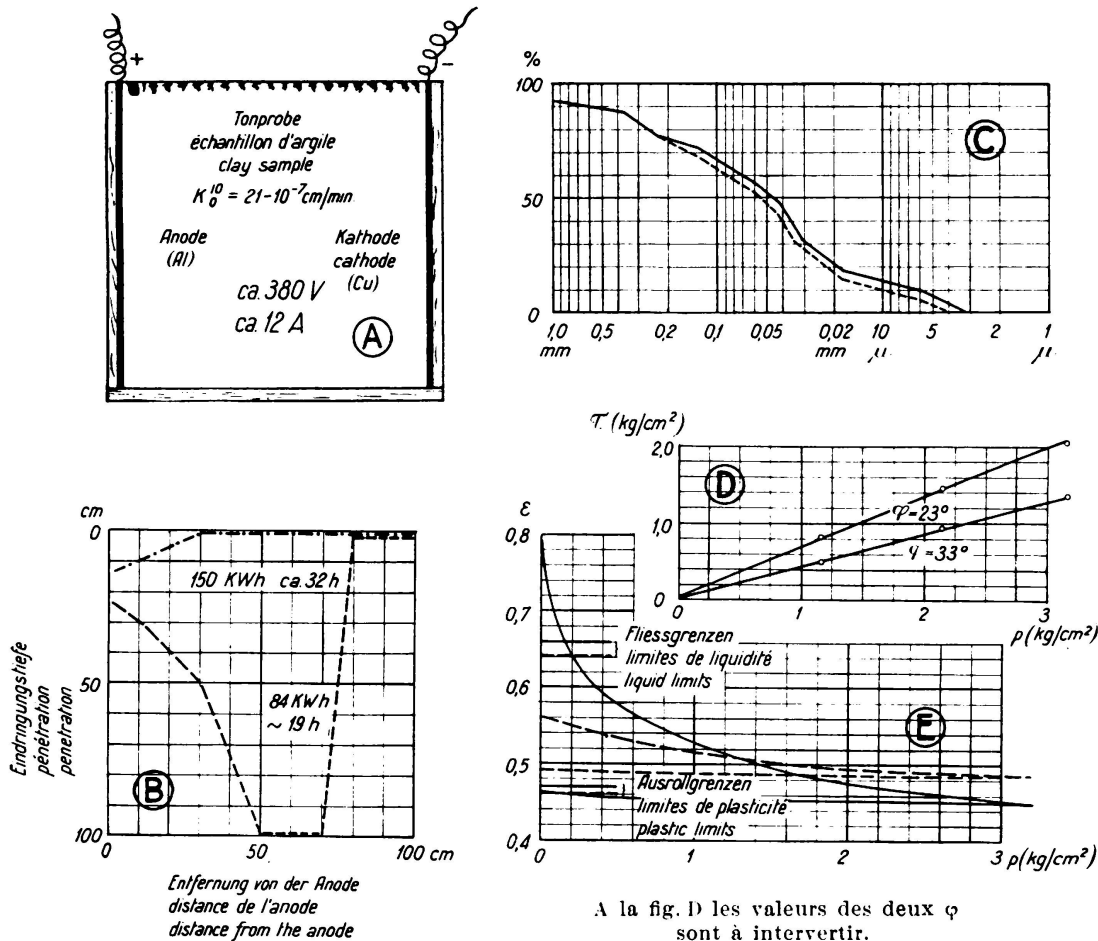 +
-
Tonprobe
échantillon d'argile
clay sample
K₀¹⁰ = 21-10⁻⁷cm/min
Anode
(Al)
Kathode
cathode
(Cu)
ca. 380 V
ca. 12 A
A
%
100
50
0
1,0 0,5 0,2 0,1 0,05 0,02 10 5 2 1
mm mm μ μ
C
cm
0
50
100
Eindringungstiefe
pénétration
penetration
150 KWh ca. 32 h
84 KWh
~ 19 h
B
0 50 100 cm
Entfernung von der Anode
distance de l'anode
distance from the anode
τ (kg/cm²)
2,0
1,0
0
D
φ=23°
φ=33°
0 1 2 3
p (kg/cm²)
ε
0,8
0,7
0,6
0,5
0,4
Fliessgrenzen
limites de liquidité
liquid limits
E
Ausrollgrenzen
limites de plasticité
plastic limits
0 1 2 3 p (kg/cm²)
A la fig. D les valeurs des deux φ
sont à intervertir.